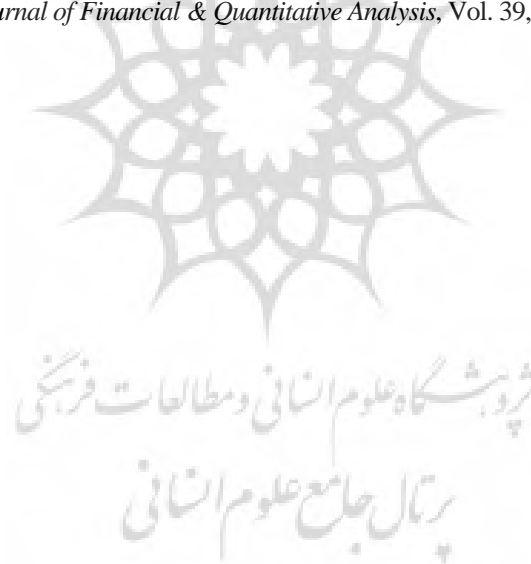 urnal of Financial & Quantitative Analysis, Vol. 39,
پژوهشگاه علوم انسانی و مطالعات فرهنگی
پرتال جامع علوم انسانی